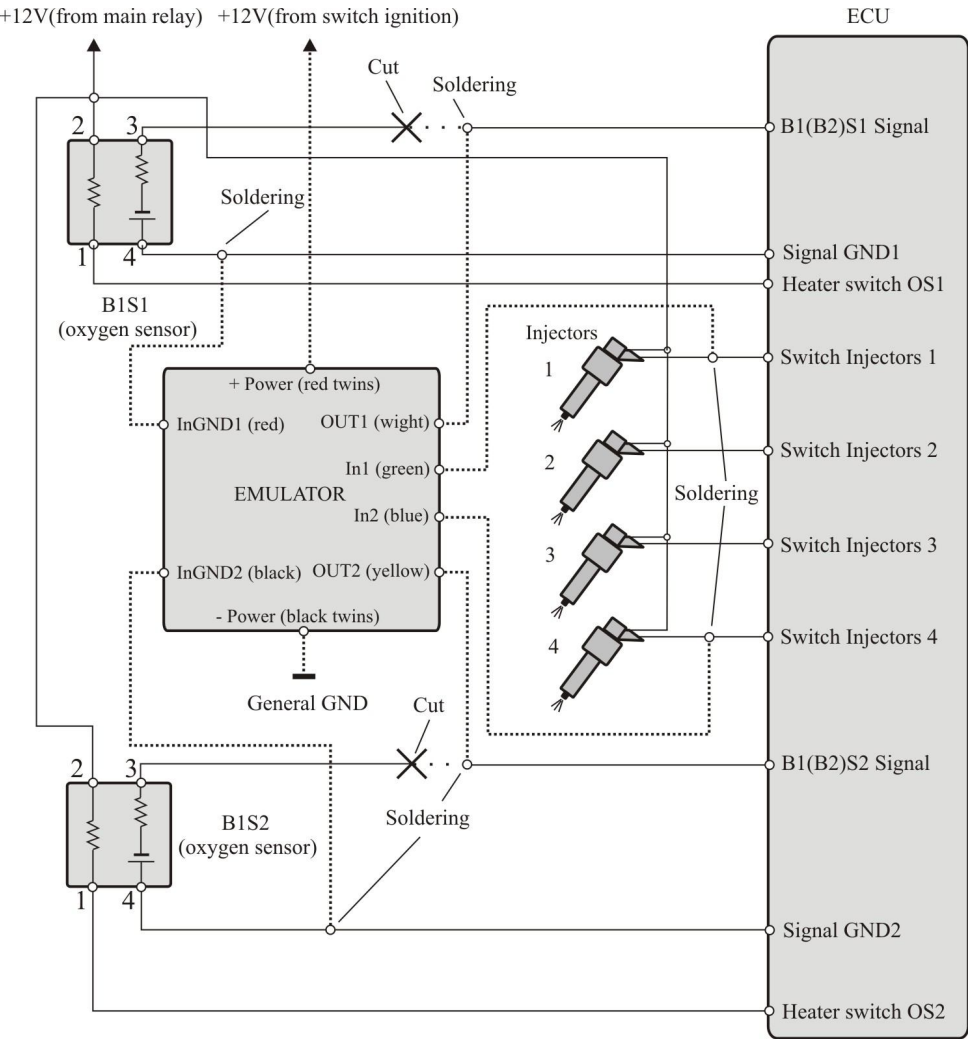 +12V(from main relay) +12V(from switch ignition) ECU
Cut
Soldering
2 3
B1(B2)S1 Signal
Soldering
1 4
Signal GND1
Heater switch OS1
B1S1
(oxygen sensor)
Injectors
1
Switch Injectors 1
+ Power (red twins)
InGND1 (red) OUT1 (wight)
2
Switch Injectors 2
In1 (green)
EMULATOR
Soldering
In2 (blue)
3
Switch Injectors 3
InGND2 (black) OUT2 (yellow)
- Power (black twins)
4
Switch Injectors 4
General GND
Cut
2 3
B1(B2)S2 Signal
Soldering
B1S2
(oxygen sensor)
1 4
Signal GND2
Heater switch OS2